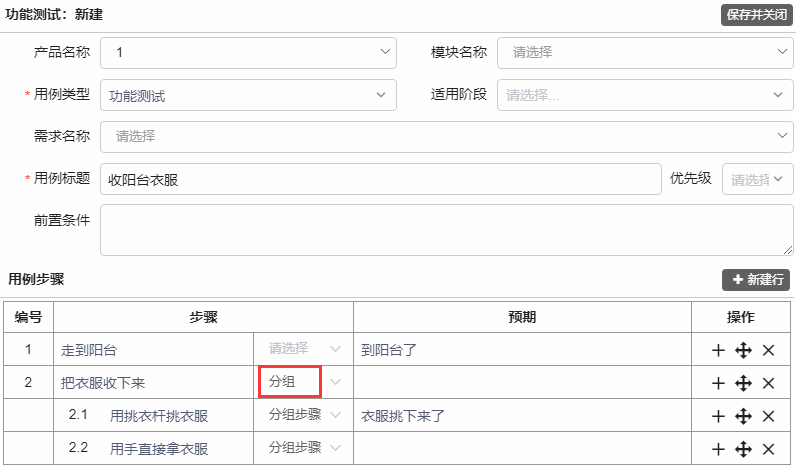 功能测试：新建 保存并关闭
产品名称 1 模块名称 请选择
* 用例类型 功能测试 适用阶段 请选择...
需求名称 请选择
* 用例标题 收阳台衣服 优先级 请选择
前置条件
用例步骤 + 新建行
编号 步骤 预期 操作
1 走到阳台 请选择 到阳台了
2 把衣服收下来 分组
2.1 用挑衣杆挑衣服 分组步骤 衣服挑下来了
2.2 用手直接拿衣服 分组步骤